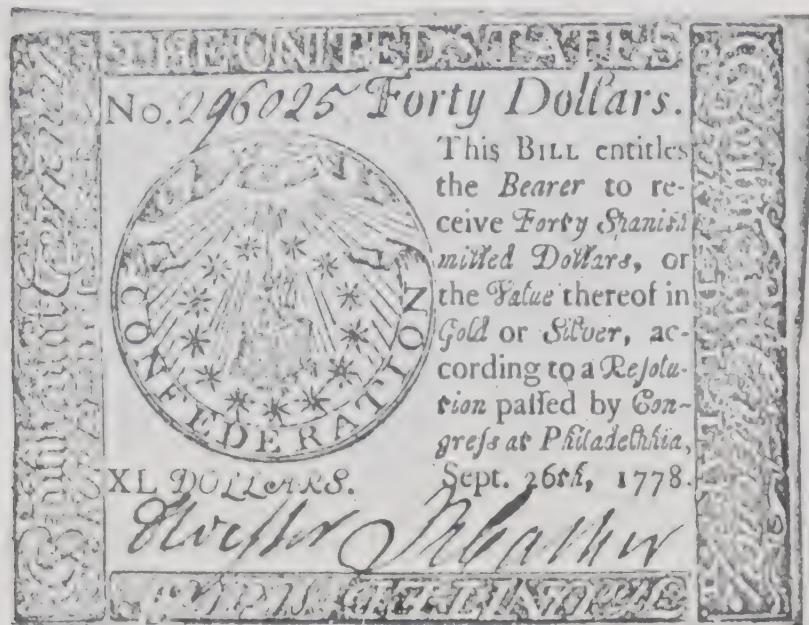 THE UNITED STATES
No. 296025 Forty Dollars.
This BILL entitles
the Bearer to re-
ceive Forty Spanish
milled Dollars, or
the Value thereof in
Gold or Silver, ac-
cording to a Resolu-
tion passed by Con-
gress at Philadelphia,
Sept. 26th, 1778.
CONFEDERATION
XL DOLLARS.